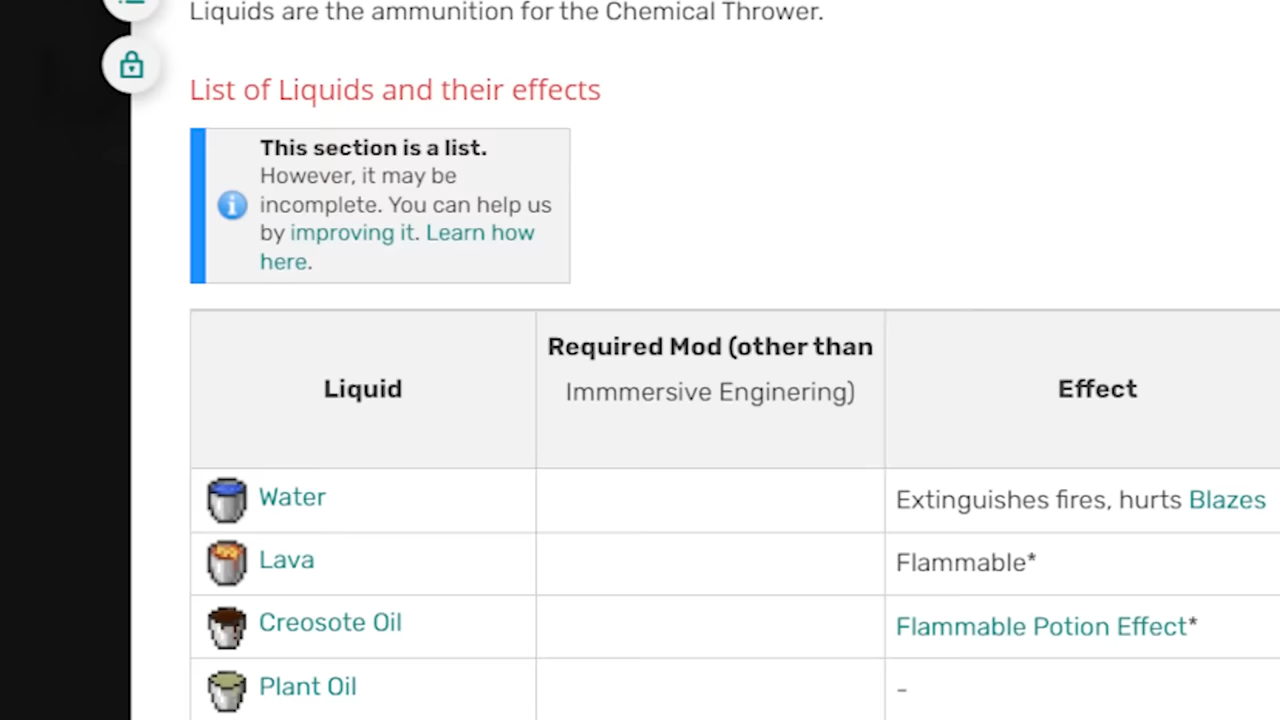 Liquids are the ammunition for the Chemical Thrower.
List of Liquids and their effects
This section is a list.
However, it may be
incomplete. You can help us
by improving it. Learn how
here.
Liquid
Required Mod (other than
Immmersive Enginering)
Effect
Water
Extinguishes fires, hurts Blazes
Lava
Flammable*
Creosote Oil
Flammable Potion Effect*
Plant Oil
-